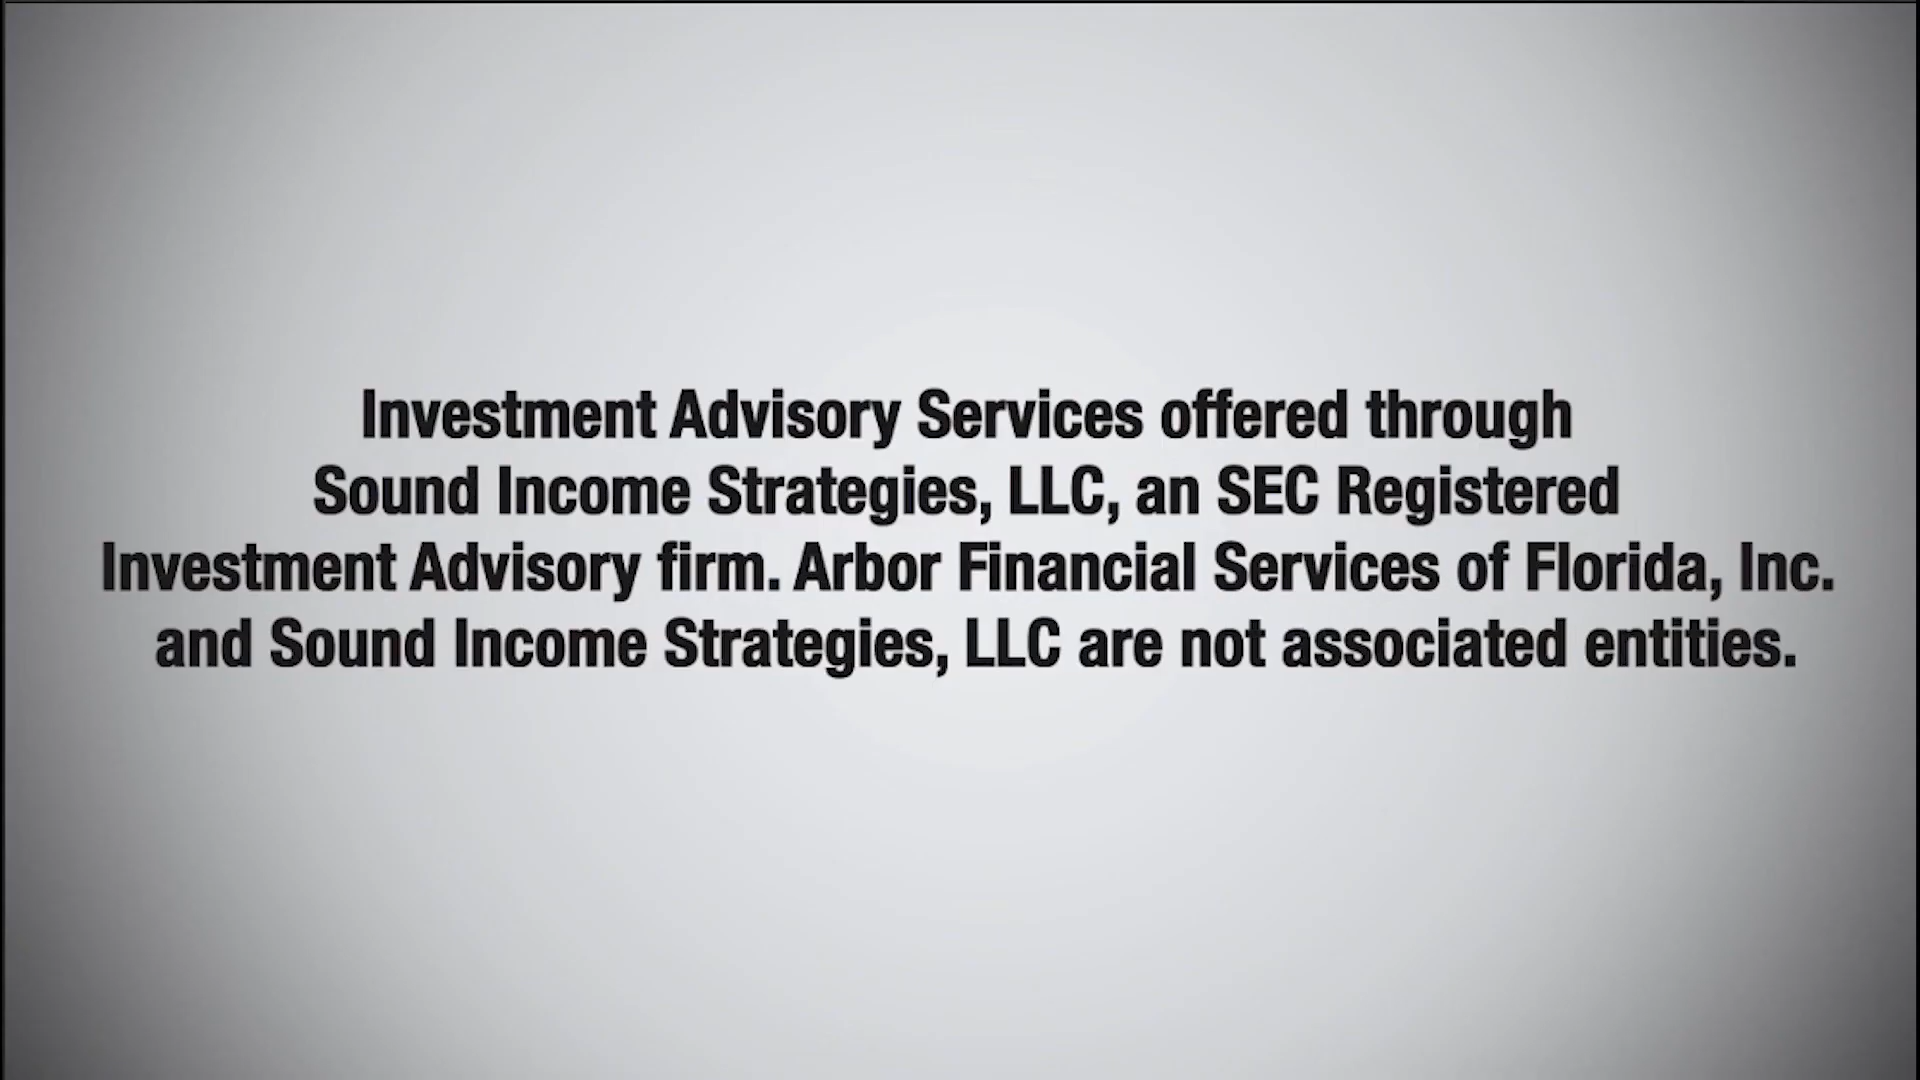 Investment Advisory Services offered through
Sound Income Strategies, LLC, an SEC Registered
Investment Advisory firm. Arbor Financial Services of Florida, Inc.
and Sound Income Strategies, LLC are not associated entities.